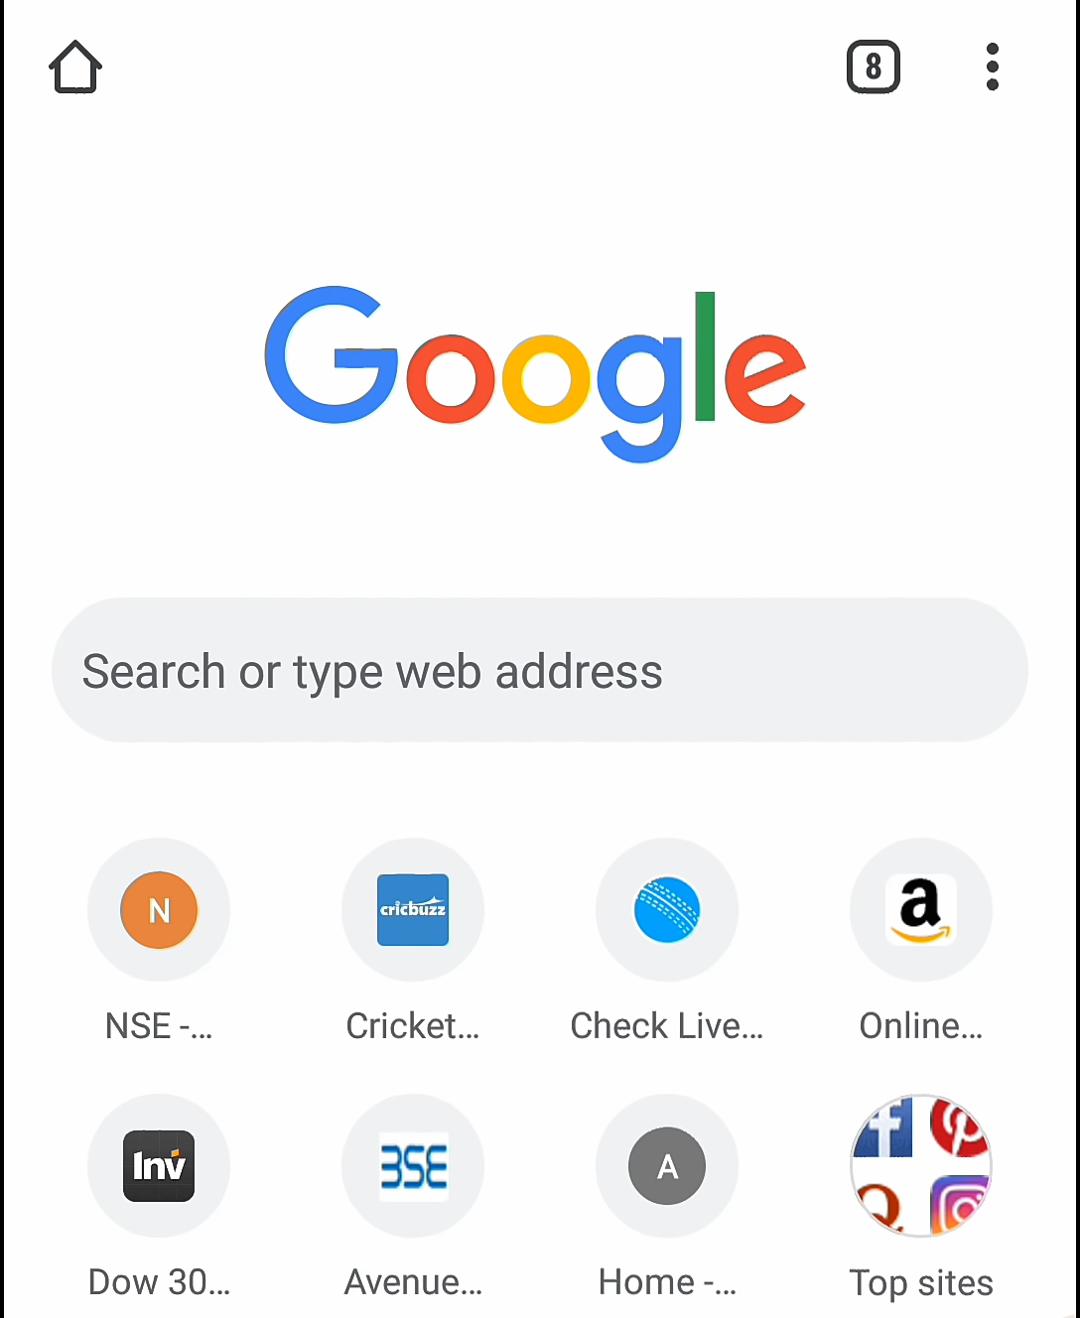 8
Google
Search or type web address
N
cricbuzz
a
NSE -...
Cricket...
Check Live...
Online...
Inv
BSE
A
f
Q
Dow 30...
Avenue...
Home -...
Top sites